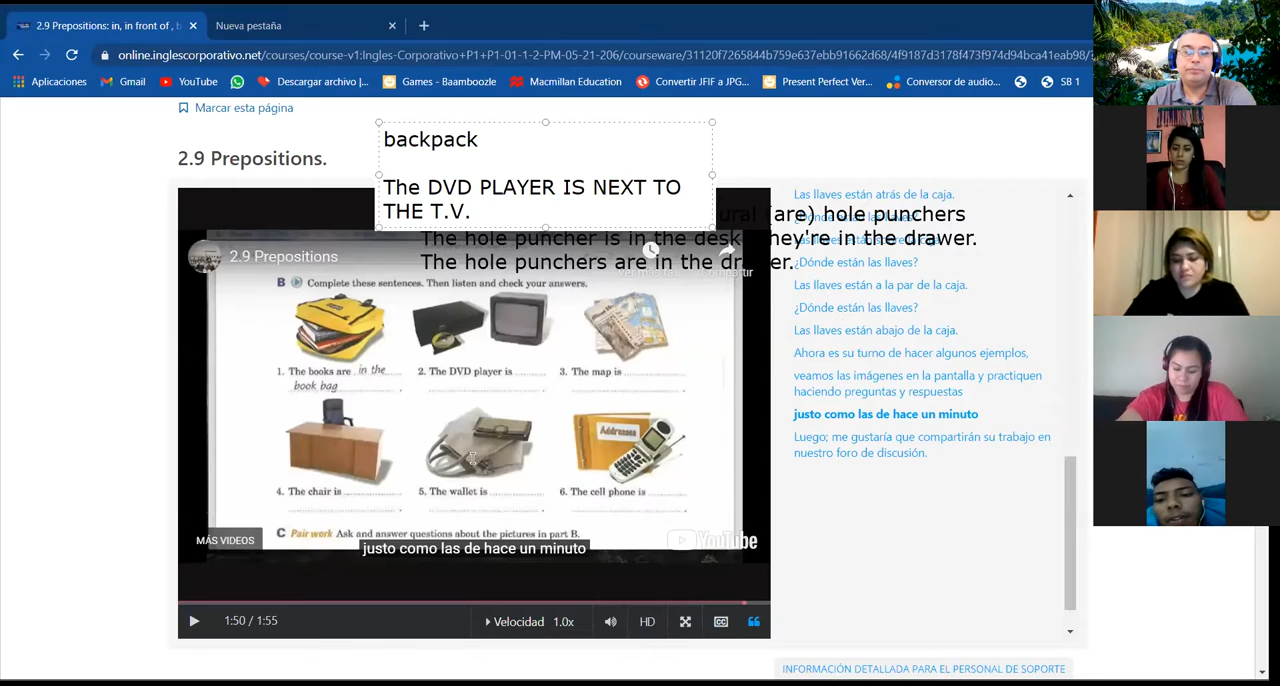 2.9 Prepositions: in, in front of , b
Nueva pestaña
online.inglescorporativo.net/courses/course-v1:Ingles-Corporativo+P1+P1-01-1-2-PM-05-21-206/courseware/31120f7265844b759e637ebb91662d68/4f9187d3178f473f974d94bca41eab98/
Aplicaciones
Gmail
YouTube
Descargar archivo |...
Games - Baamboozle
Macmillan Education
Convertir JFIF a JPG...
Present Perfect Ver...
Conversor de audio...
SB 1
Marcar esta página
2.9 Prepositions.
backpack
The DVD PLAYER IS NEXT TO
THE T.V.
ural (are) hole punchers
The hole puncher is in the desk They're in the drawer.
The hole punchers are in the drawer.
2.9 Prepositions
Compartir
B Complete these sentences. Then listen and check your answers.
1. The books are in the
book bag
2. The DVD player is
3. The map is
4. The chair is
Addresses
5. The wallet is
6. The cell phone is
C Pair work Ask and answer questions about the pictures in part B.
MÁS VIDEOS
YouTube
justo como las de hace un minuto
1:50 / 1:55
Velocidad 1.0x
HD
Las llaves están atrás de la caja.
¿Dónde están las llaves?
Las llaves están a la par de la caja.
¿Dónde están las llaves?
Las llaves están abajo de la caja.
Ahora es su turno de hacer algunos ejemplos,
veamos las imágenes en la pantalla y practiquen
haciendo preguntas y respuestas
justo como las de hace un minuto
Luego; me gustaría que compartirán su trabajo en
nuestro foro de discusión.
INFORMACIÓN DETALLADA PARA EL PERSONAL DE SOPORTE